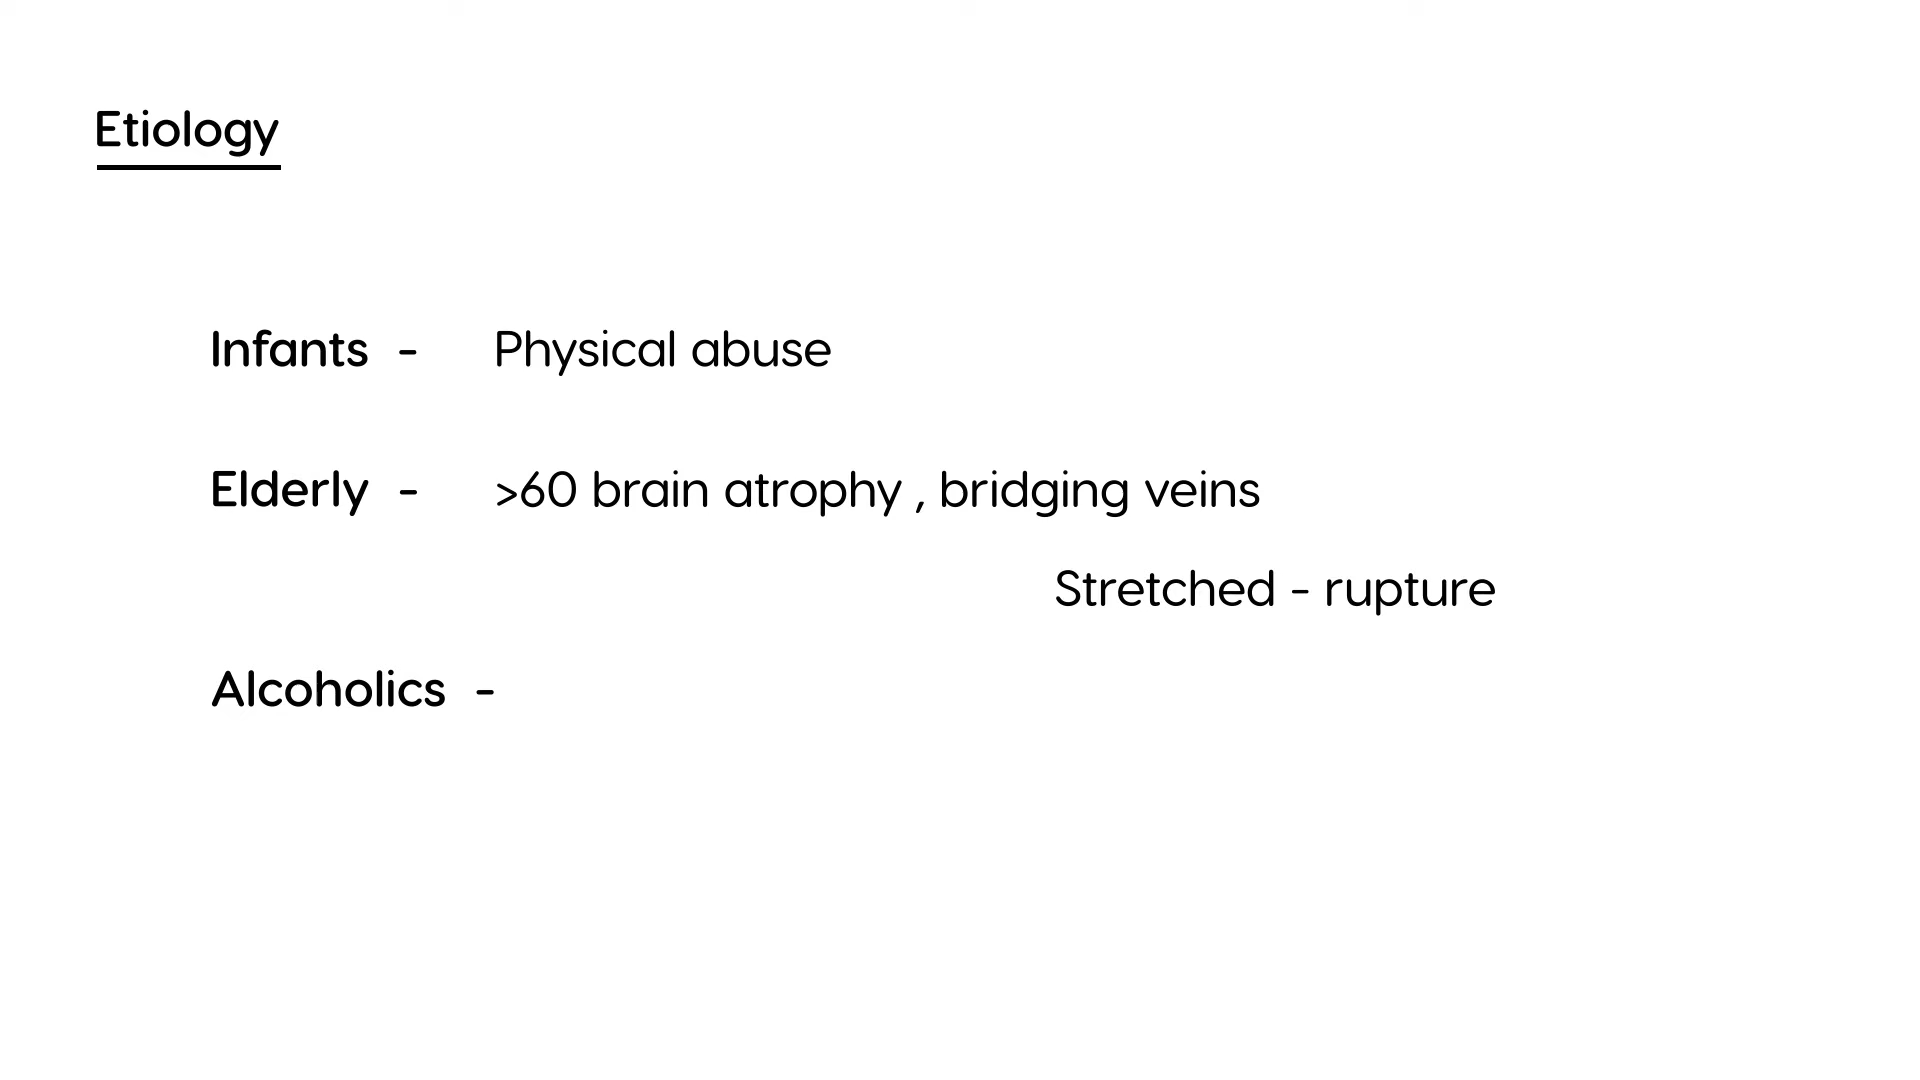 Etiology
Infants - Physical abuse
Elderly - >60 brain atrophy , bridging veins
Stretched - rupture
Alcoholics -